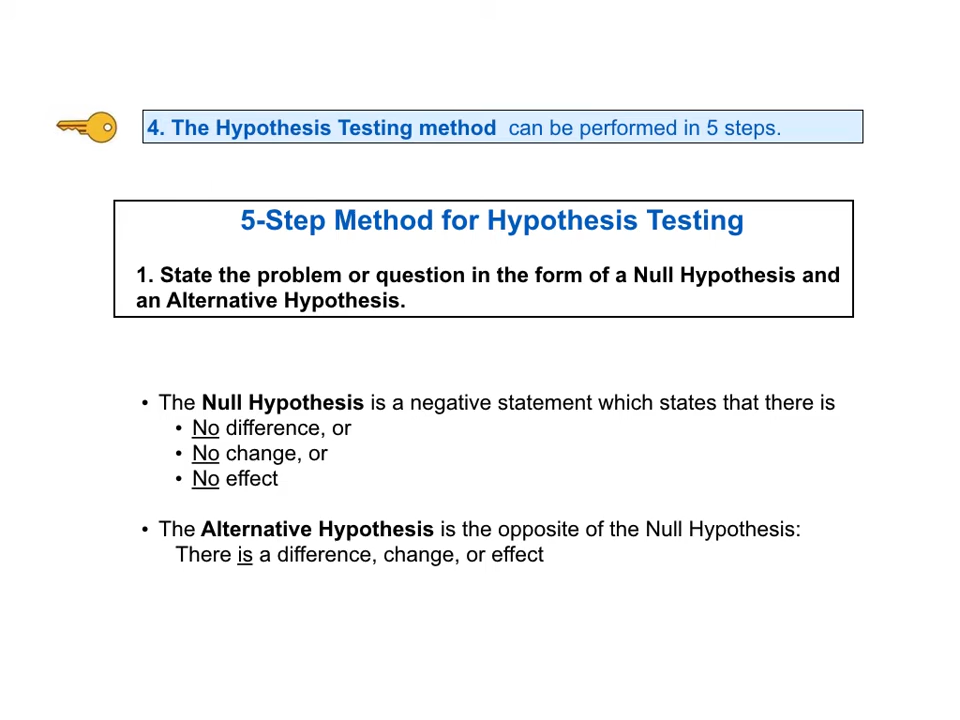 4. The Hypothesis Testing method can be performed in 5 steps.
5-Step Method for Hypothesis Testing
1. State the problem or question in the form of a Null Hypothesis and
an Alternative Hypothesis.
• The Null Hypothesis is a negative statement which states that there is
• No difference, or
• No change, or
• No effect
• The Alternative Hypothesis is the opposite of the Null Hypothesis:
There is a difference, change, or effect